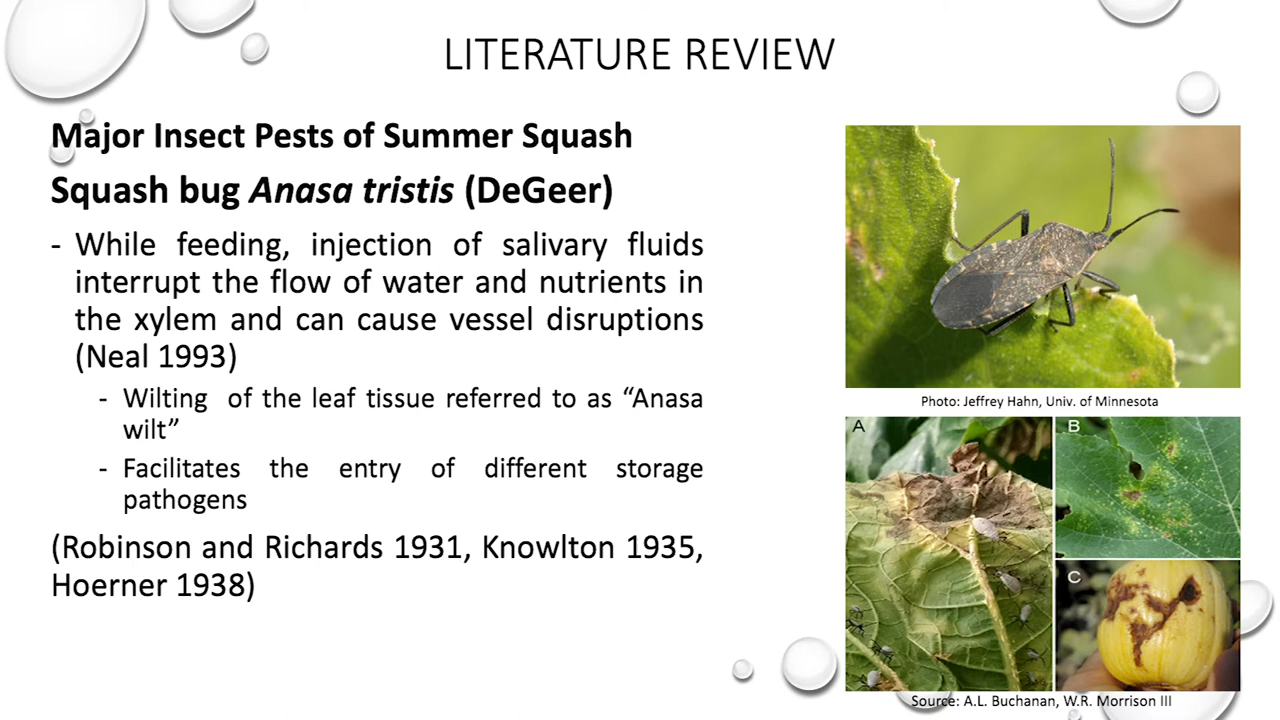 LITERATURE REVIEW
Major Insect Pests of Summer Squash
Squash bug Anasa tristis (DeGeer)
- While feeding, injection of salivary fluids
interrupt the flow of water and nutrients in
the xylem and can cause vessel disruptions
(Neal 1993)
- Wilting of the leaf tissue referred to as “Anasa
wilt”
- Facilitates the entry of different storage
pathogens
(Robinson and Richards 1931, Knowlton 1935,
Hoerner 1938)
Photo: Jeffrey Hahn, Univ. of Minnesota
A
B
C
Source: A.L. Buchanan, W.R. Morrison III